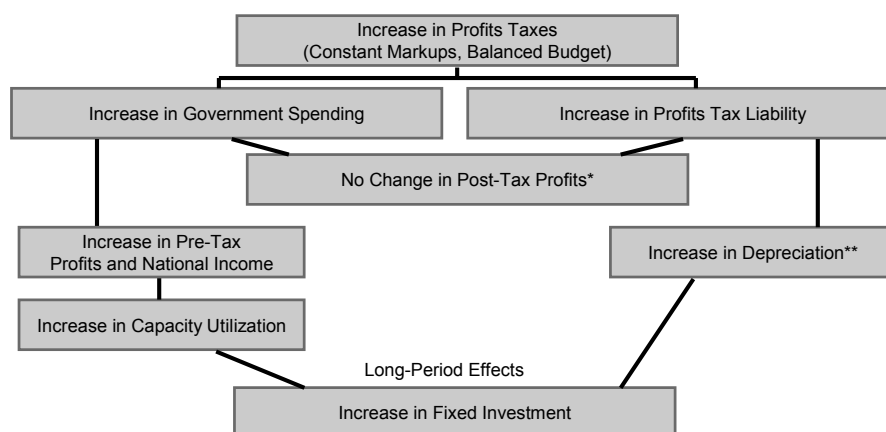 Increase in Profits Taxes
(Constant Markups, Balanced Budget)
Increase in Government Spending
Increase in Profits Tax Liability
No Change in Post-Tax Profits*
Increase in Pre-Tax
Profits and National Income
Increase in Depreciation**
Increase in Capacity Utilization
Long-Period Effects
Increase in Fixed Investment